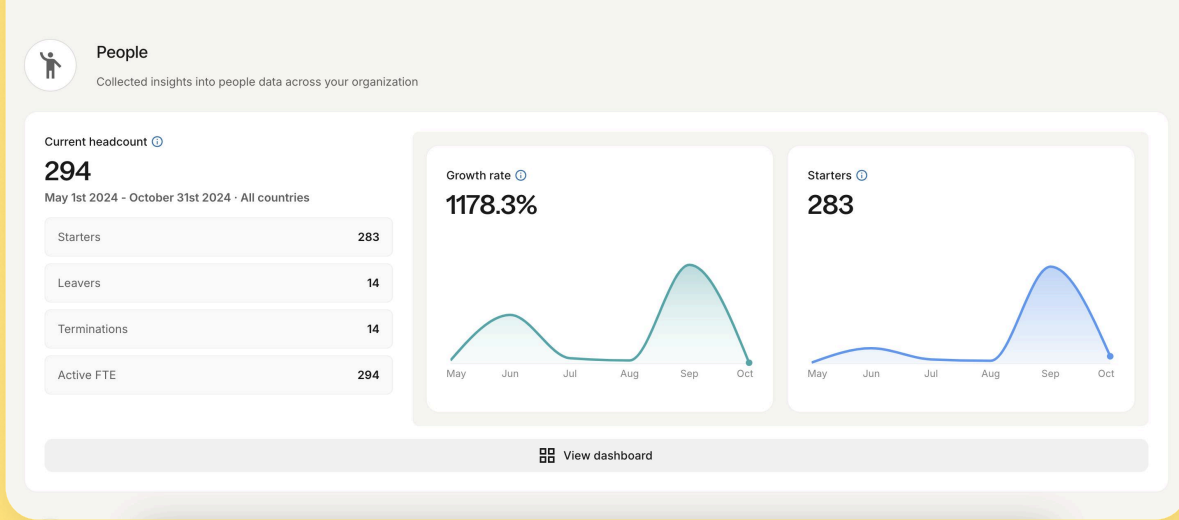 People
Collected insights into people data across your organization
Current headcount
294
May 1st 2024 - October 31st 2024 · All countries
Starters 283
Leavers 14
Terminations 14
Active FTE 294
Growth rate
1178.3%
May Jun Jul Aug Sep Oct
Starters
283
May Jun Jul Aug Sep Oct
View dashboard